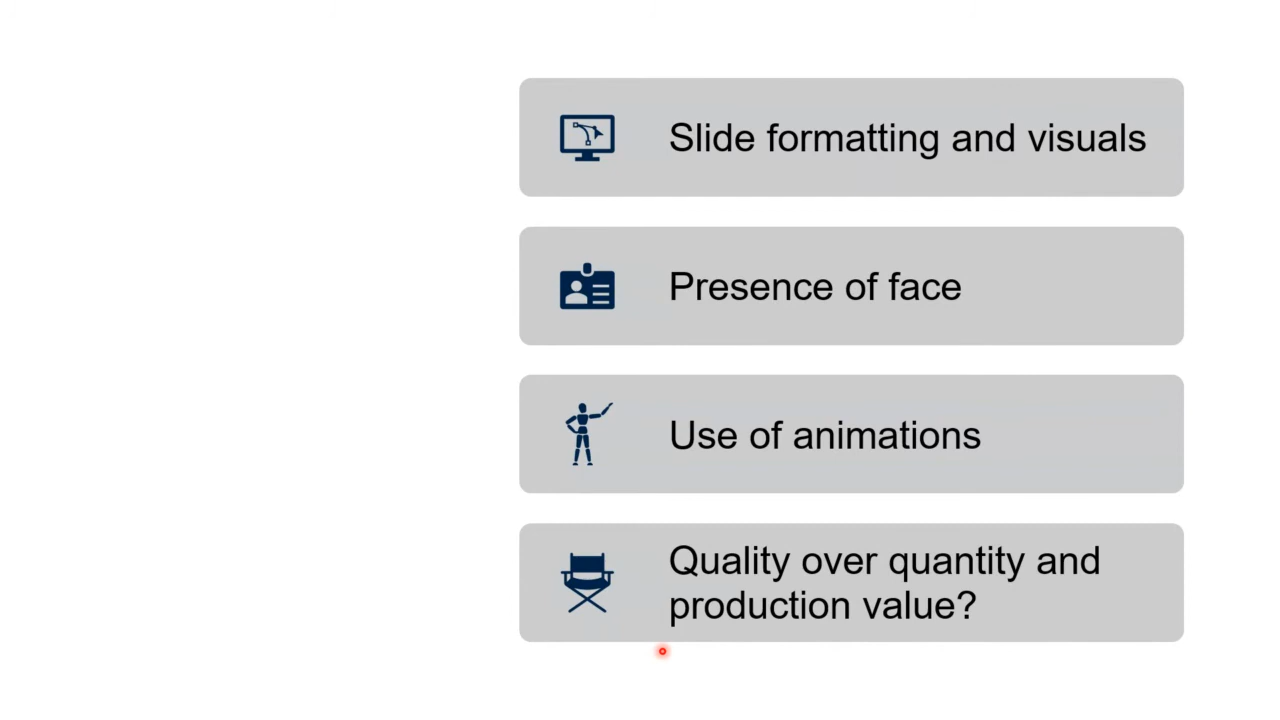 Slide formatting and visuals
Presence of face
Use of animations
Quality over quantity and
production value?